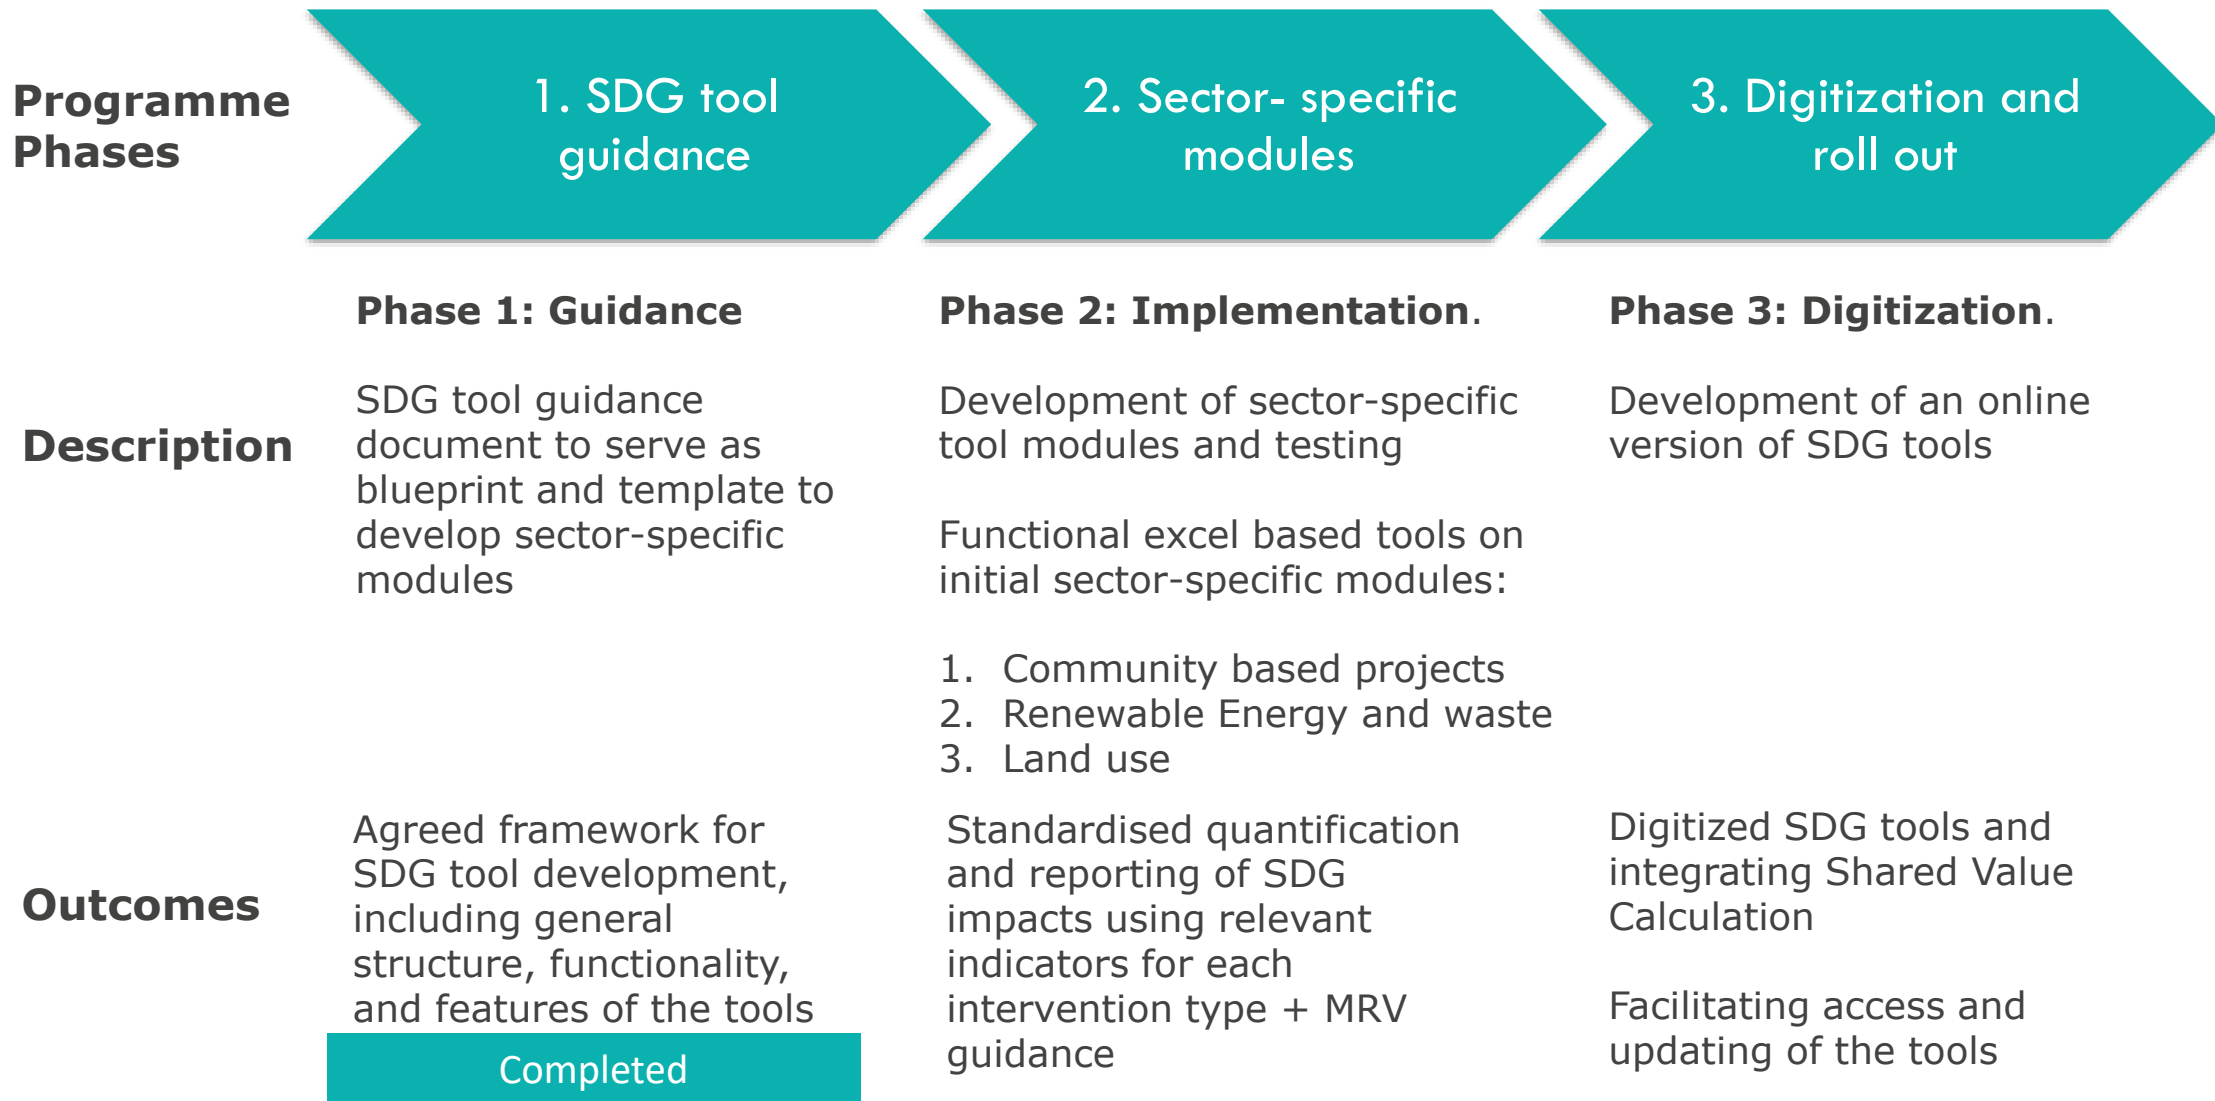 Programme
Phases
1. SDG tool
guidance
2. Sector- specific
modules
3. Digitization and
roll out
Phase 1: Guidance
Phase 2: Implementation.
Phase 3: Digitization.
Description
SDG tool guidance
document to serve as
blueprint and template to
develop sector-specific
modules
Development of sector-specific
tool modules and testing
Functional excel based tools on
initial sector-specific modules:
1. Community based projects
2. Renewable Energy and waste
3. Land use
Development of an online
version of SDG tools
Outcomes
Agreed framework for
SDG tool development,
including general
structure, functionality,
and features of the tools
Completed
Standardised quantification
and reporting of SDG
impacts using relevant
indicators for each
intervention type + MRV
guidance
Digitized SDG tools and
integrating Shared Value
Calculation
Facilitating access and
updating of the tools